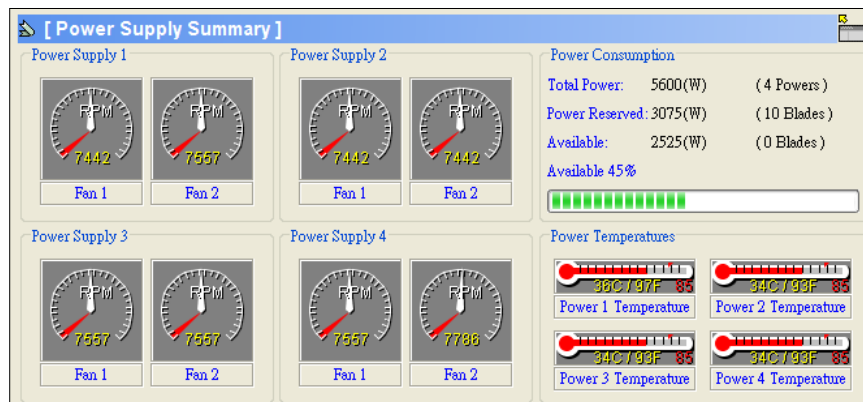 [ Power Supply Summary ]
Power Supply 1
RPM
7442
Fan 1
RPM
7557
Fan 2
Power Supply 2
RPM
7442
Fan 1
RPM
7442
Fan 2
Power Consumption
Total Power: 5600(W) ( 4 Powers )
Power Reserved: 3075(W) ( 10 Blades )
Available: 2525(W) ( 0 Blades )
Available 45%
Power Supply 3
RPM
7557
Fan 1
RPM
7557
Fan 2
Power Supply 4
RPM
7557
Fan 1
RPM
7786
Fan 2
Power Temperatures
36C / 97F 85
Power 1 Temperature
34C / 93F 85
Power 2 Temperature
34C / 93F 85
Power 3 Temperature
34C / 93F 85
Power 4 Temperature